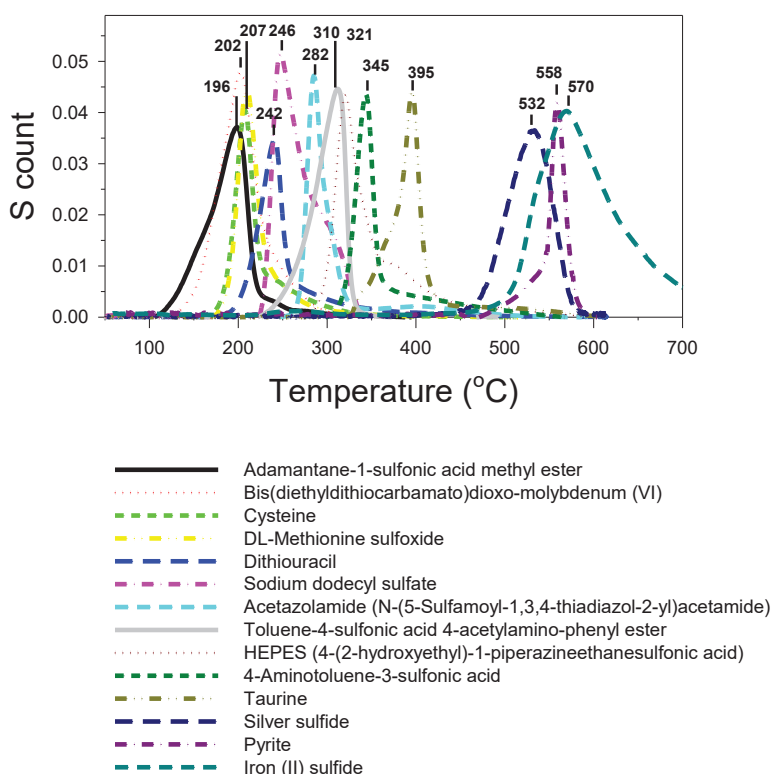 202 207 246 310 321
196 282 345 395 558
570
242 532
0.05
0.04
0.03
0.02
0.01
0.00
S count
100 200 300 400 500 600 700
Temperature (°C)
Adamantane-1-sulfonic acid methyl ester
Bis(diethyldithiocarbamato)dioxo-molybdenum (VI)
Cysteine
DL-Methionine sulfoxide
Dithiouracil
Sodium dodecyl sulfate
Acetazolamide (N-(5-Sulfamoyl-1,3,4-thiadiazol-2-yl)acetamide)
Toluene-4-sulfonic acid 4-acetylamino-phenyl ester
HEPES (4-(2-hydroxyethyl)-1-piperazineethanesulfonic acid)
4-Aminotoluene-3-sulfonic acid
Taurine
Silver sulfide
Pyrite
Iron (II) sulfide